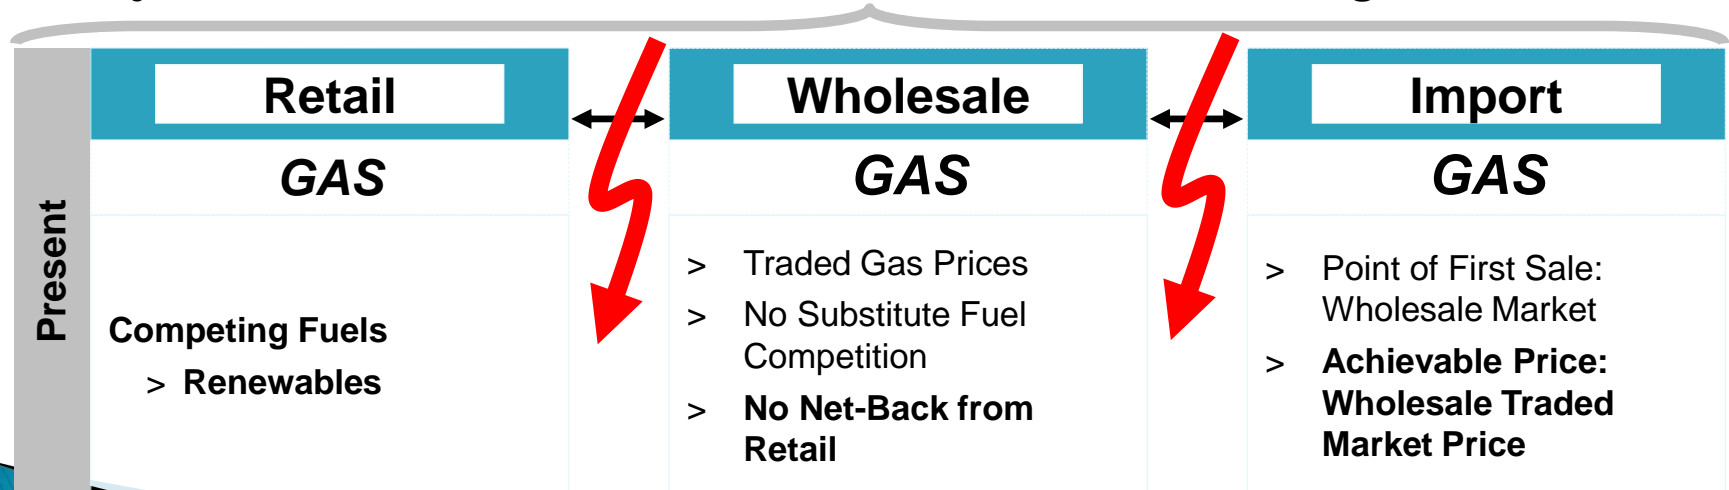 Present
Retail
GAS
Competing Fuels
> Renewables
Wholesale
GAS
> Traded Gas Prices
> No Substitute Fuel
Competition
> No Net-Back from
Retail
Import
GAS
> Point of First Sale:
Wholesale Market
> Achievable Price:
Wholesale Traded
Market Price